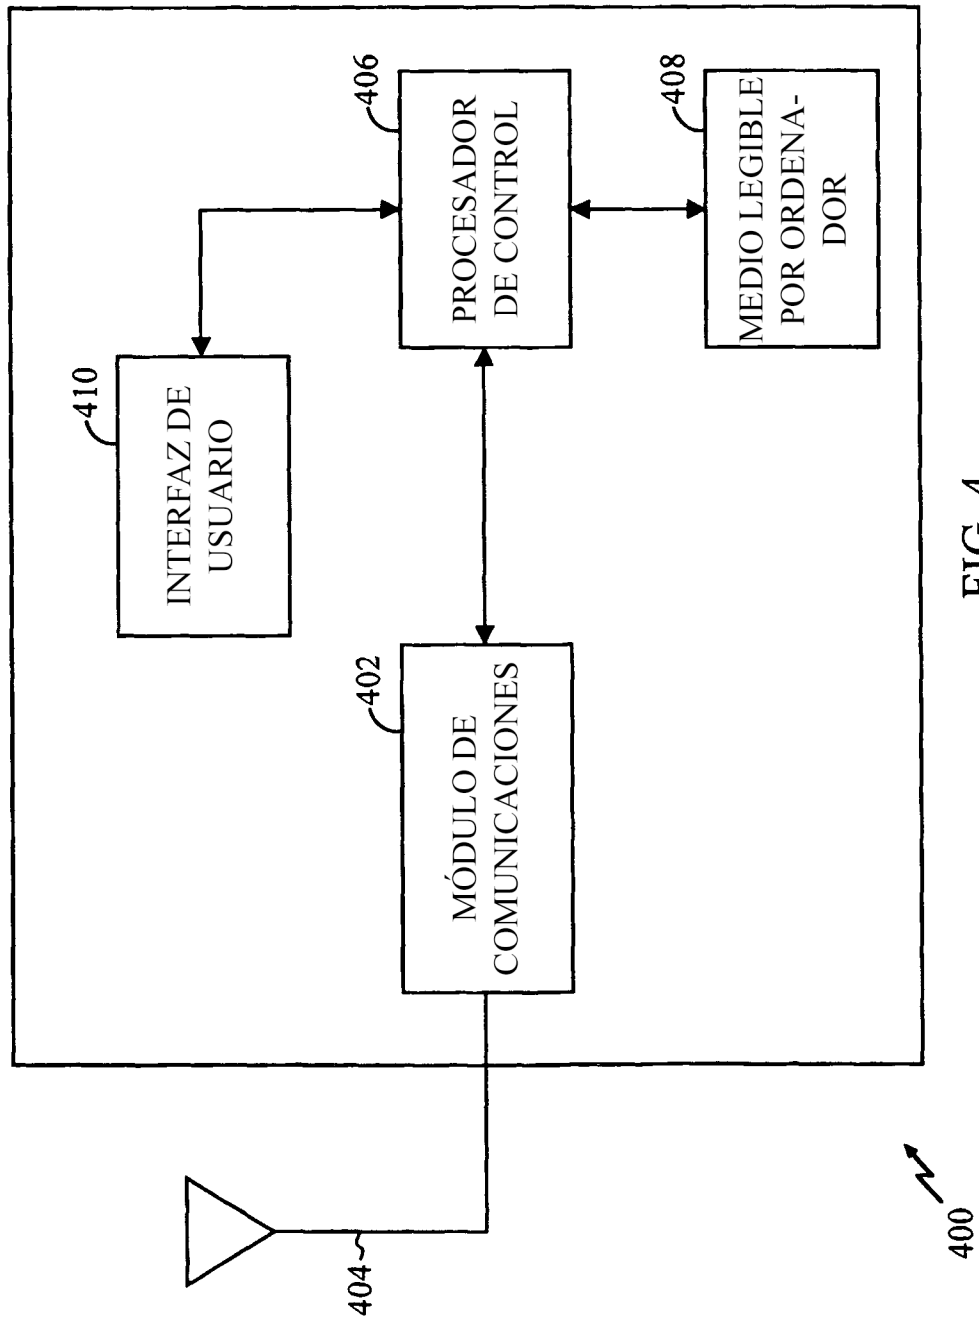 410
INTERFAZ DE
USUARIO
404
402
MÓDULO DE
COMUNICACIONES
406
PROCESADOR
DE CONTROL
408
MEDIO LEGIBLE
POR ORDENA-
DOR
400
FIG. 4